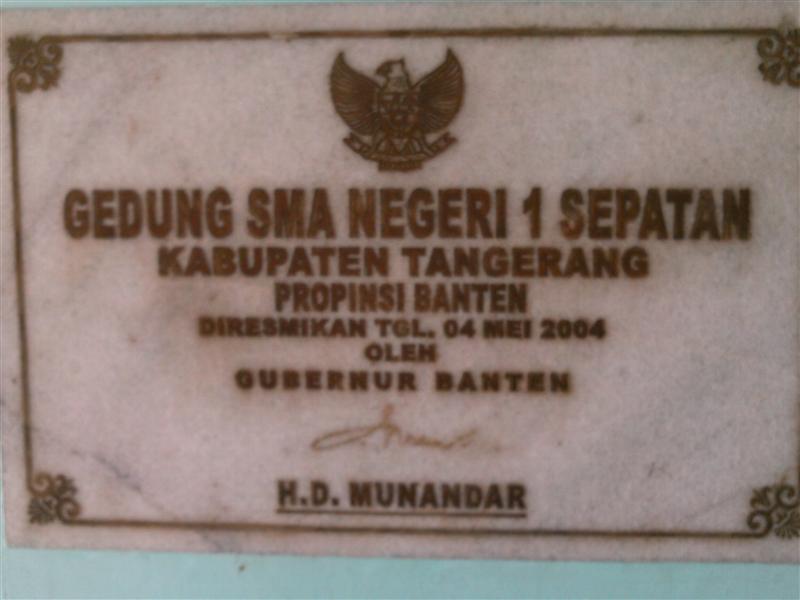 GEDUNG SMA NEGERI 1 SEPATAN
KABUPATEN TANGERANG
PROPINSI BANTEN
DIRESMIKAN TGL. 04 MEI 2004
OLEH
GUBERNUR BANTEN
H.D. MUNANDAR